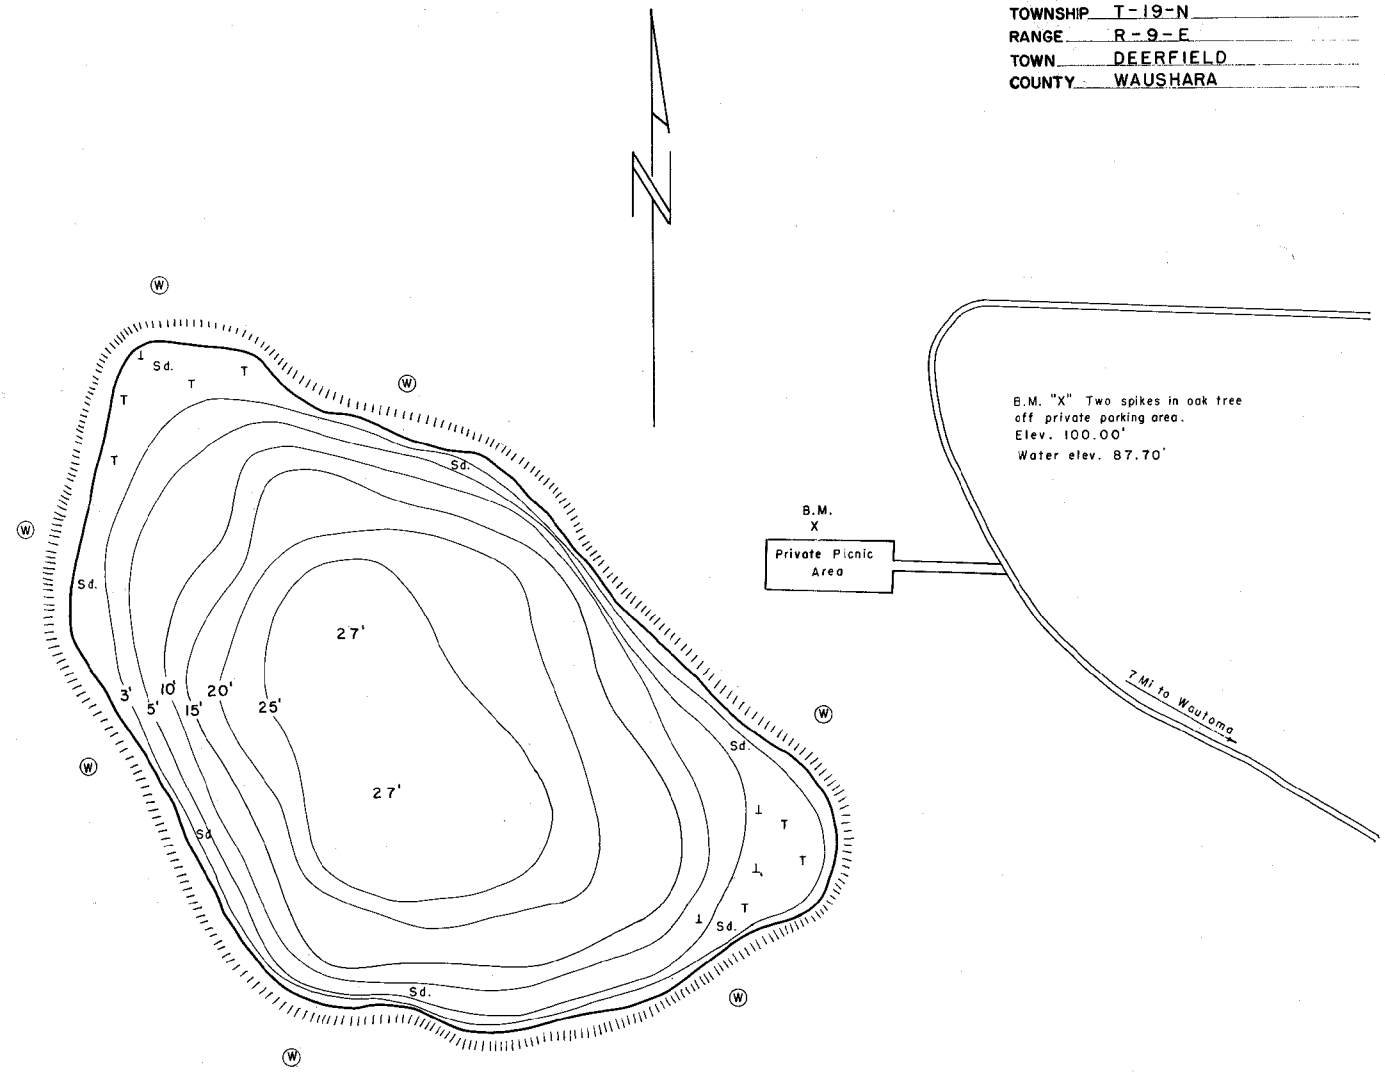 TOWNSHIP T-19-N
RANGE R-9-E
TOWN DEERFIELD
COUNTY WAUSHARA
N
W
W
B.M. "X" Two spikes in oak tree
off private parking area.
Elev. 100.00'
Water elev. 87.70'
⊥
Sd.
T
T
T
T
Sd.
B.M.
X
Private Picnic
Area
W
Sd.
27'
3'
5'
10'
15'
20'
25'
7 Mi to Wautoma
W
Sd.
W
27'
⊥
T
Sd
T
⊥
T
⊥
Sd.
Sd.
W
W